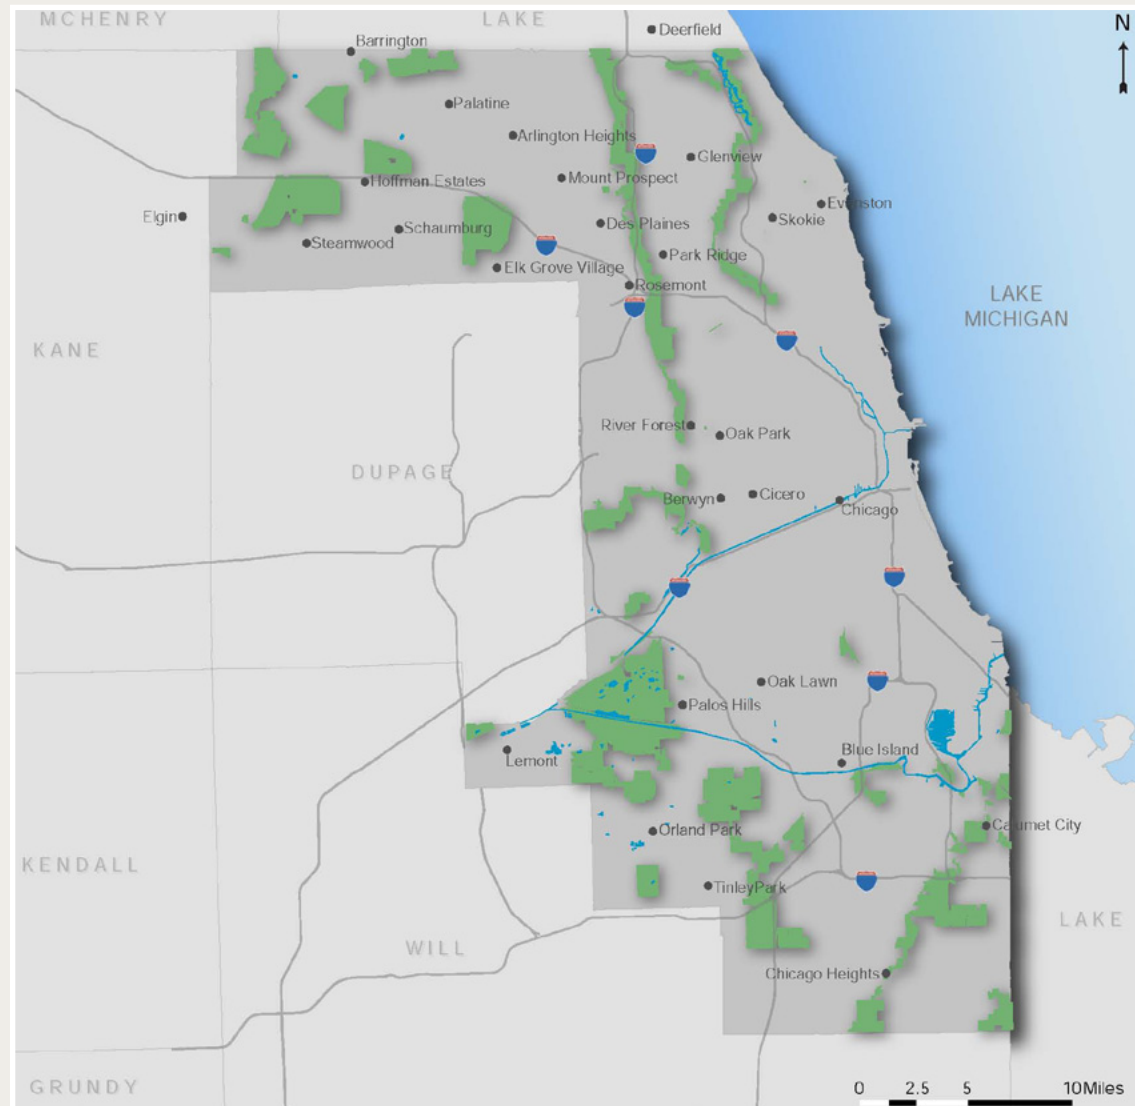 MCHENRY
LAKE
Deerfield
N
Barrington
Palatine
Arlington Heights
Glenview
Mount Prospect
Hoffman Estates
Evanston
Elgin
Skokie
Des Plaines
Schaumburg
Steamwood
Park Ridge
Elk Grove Village
Rosemont
LAKE
MICHIGAN
KANE
River Forest
Oak Park
DUPAGE
Berwyn
Cicero
Chicago
Oak Lawn
Palos Hills
Blue Island
Lemont
Orland Park
Calumet City
KENDALL
TinleyPark
LAKE
WILL
Chicago Heights
GRUNDY
0 2.5 5 10Miles